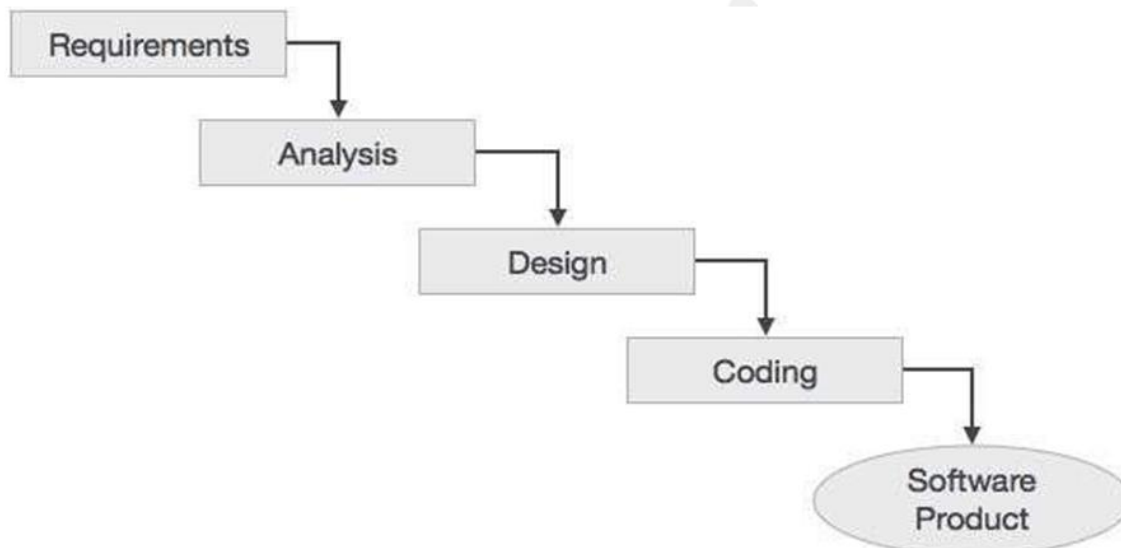 Requirements
Analysis
Design
Coding
Software
Product